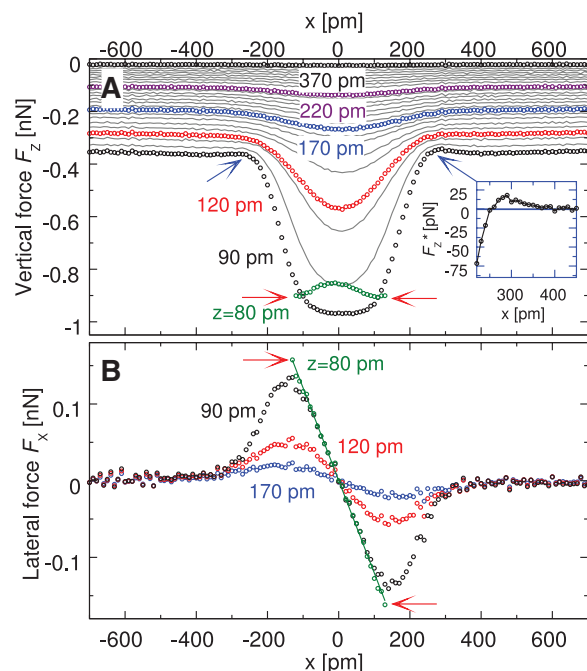 x [pm]
-600 -400 -200 0 200 400 600
A
Vertical force Fz [nN]
0
-0.2
-0.4
-0.6
-0.8
-1
370 pm
220 pm
170 pm
120 pm
90 pm
z=80 pm
Fz* [pN]
25
0
-25
-50
-75
300 400
x [pm]
B
Lateral force Fx [nN]
0.1
0
-0.1
z=80 pm
90 pm
120 pm
170 pm
-600 -400 -200 0 200 400 600
x [pm]